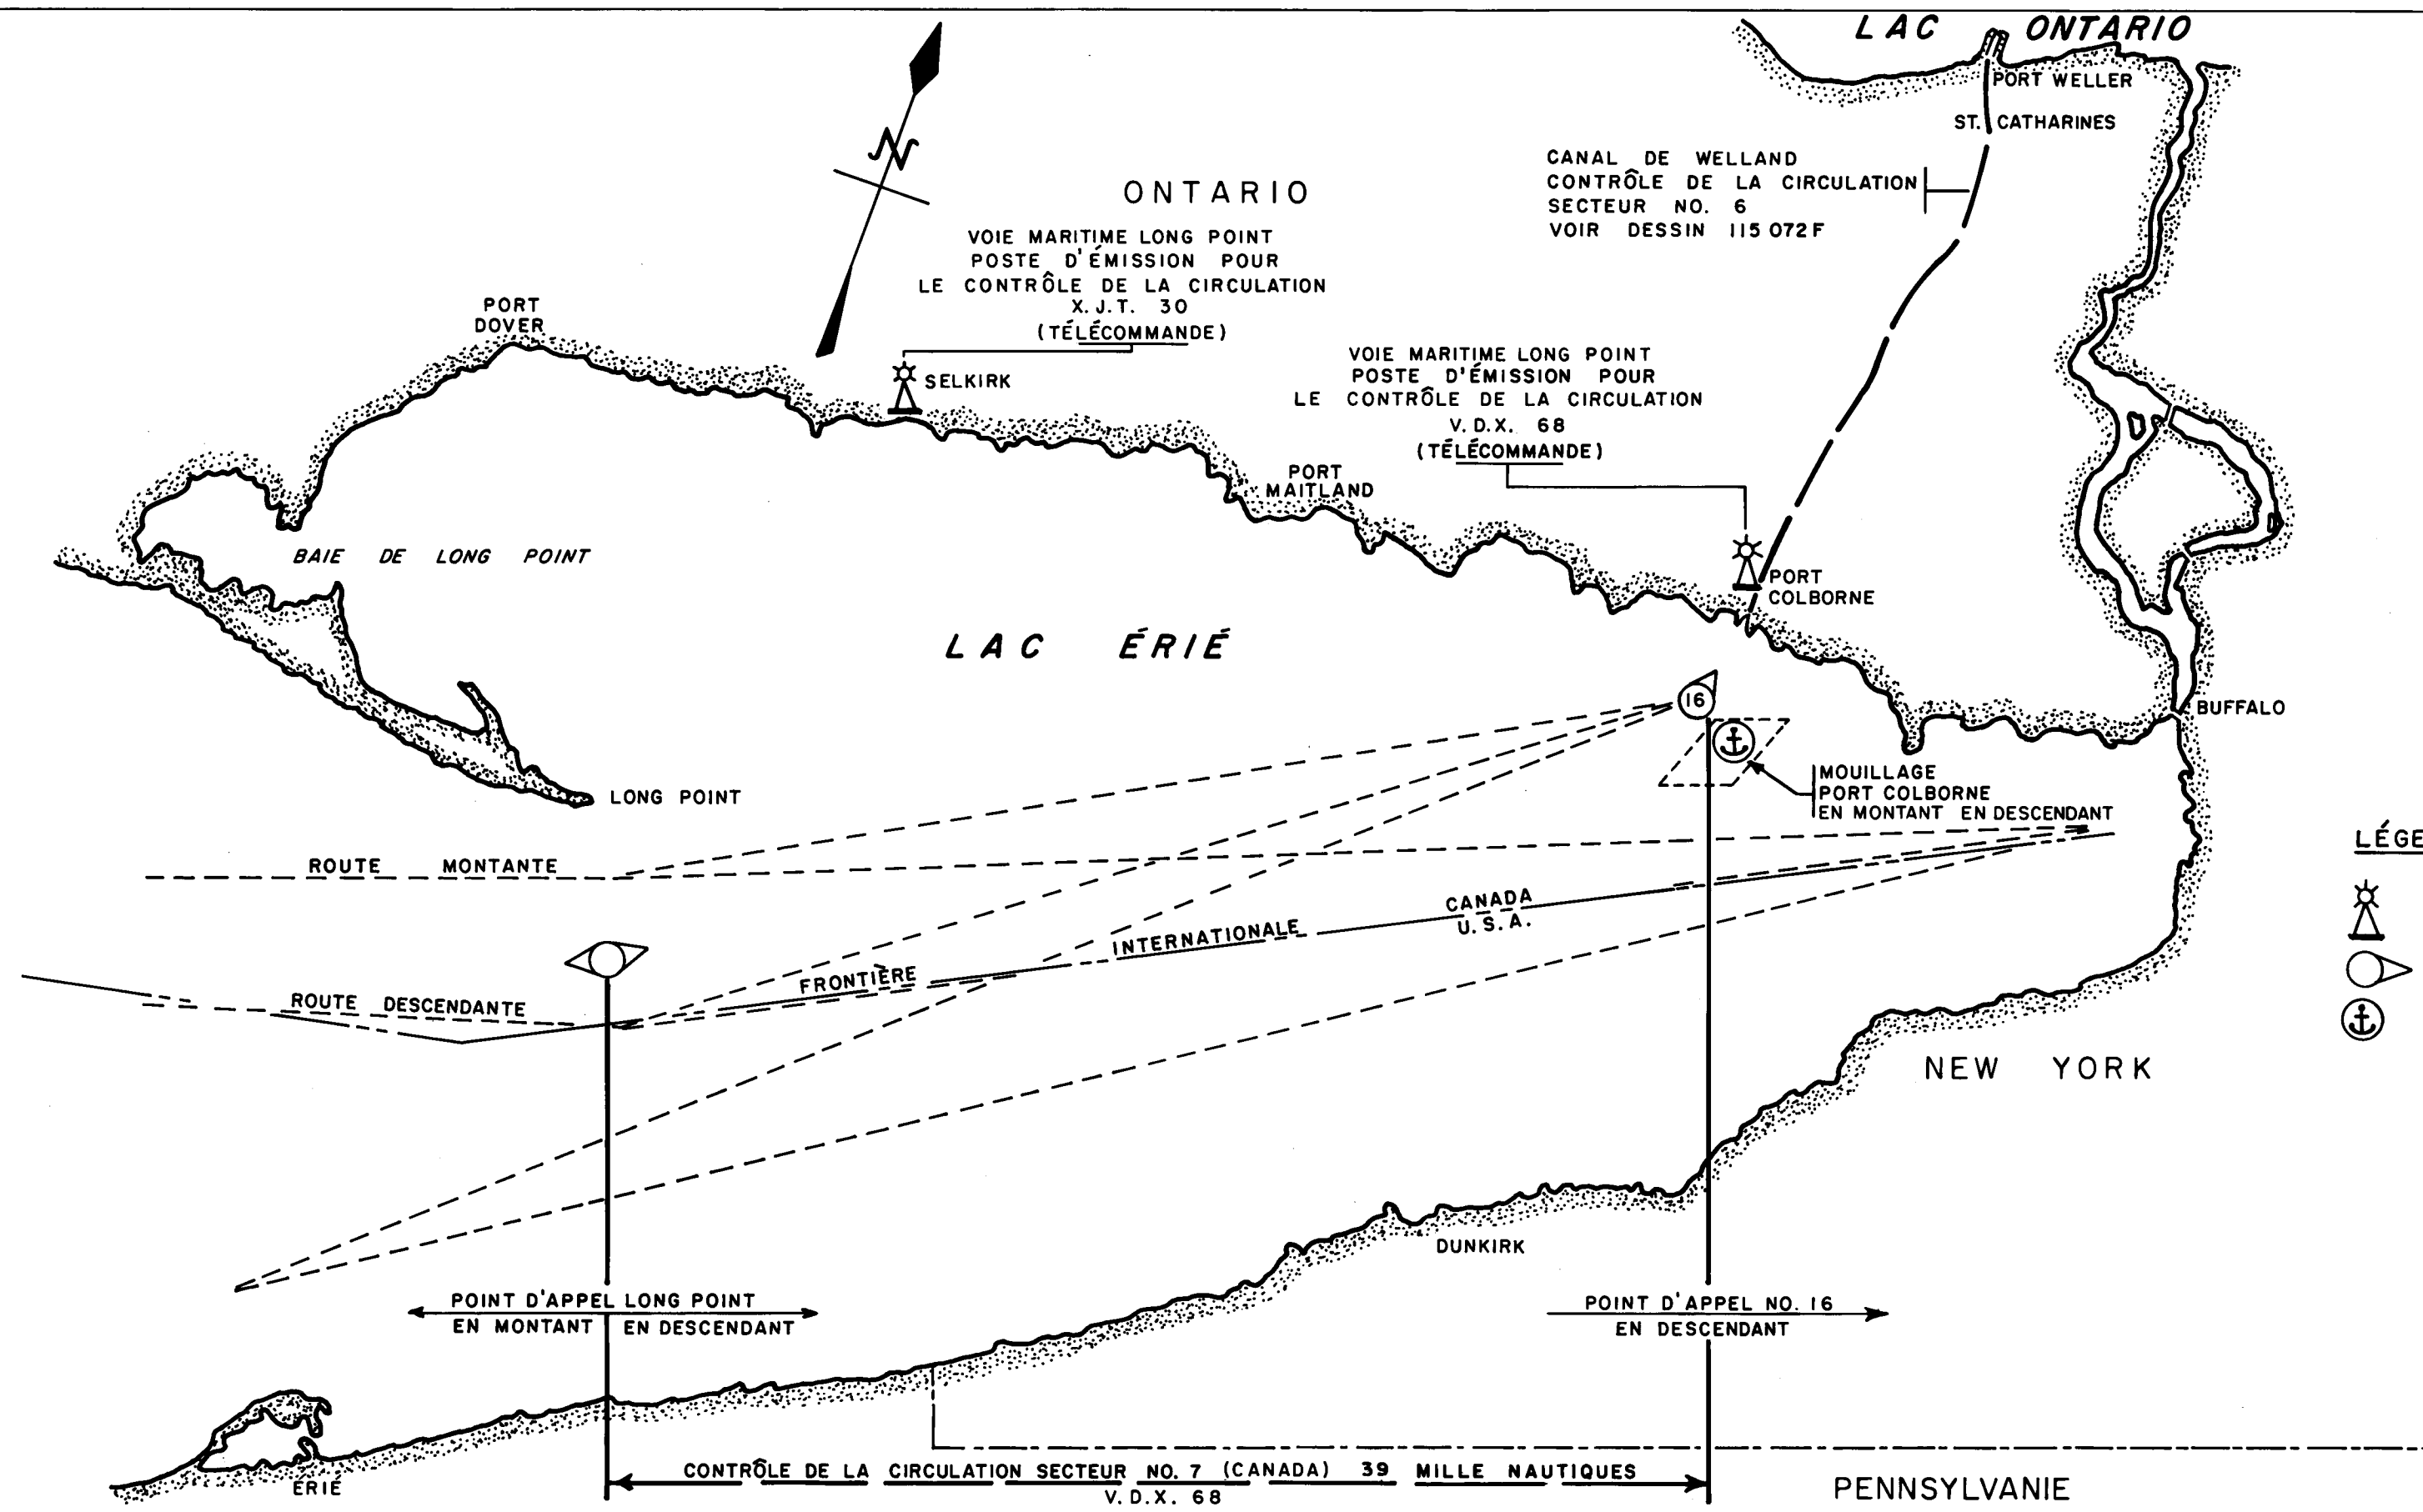 LAC ONTARIO
PORT WELLER
ST. CATHARINES
CANAL DE WELLAND
CONTRÔLE DE LA CIRCULATION
SECTEUR NO. 6
VOIR DESSIN 115 072 F
N
ONTARIO
VOIE MARITIME LONG POINT
POSTE D'ÉMISSION POUR
LE CONTRÔLE DE LA CIRCULATION
X.J.T. 30
(TÉLÉCOMMANDE)
PORT
DOVER
SELKIRK
VOIE MARITIME LONG POINT
POSTE D'ÉMISSION POUR
LE CONTRÔLE DE LA CIRCULATION
V.D.X. 68
(TÉLÉCOMMANDE)
PORT
MAITLAND
BAIE DE LONG POINT
PORT
COLBORNE
LAC ÉRIÉ
16
BUFFALO
MOUILLAGE
PORT COLBORNE
EN MONTANT EN DESCENDANT
LONG POINT
LÉGE
ROUTE MONTANTE
CANADA
U.S.A.
FRONTIÈRE INTERNATIONALE
ROUTE DESCENDANTE
NEW YORK
DUNKIRK
POINT D'APPEL LONG POINT
EN MONTANT EN DESCENDANT
POINT D'APPEL NO. 16
EN DESCENDANT
ÉRIÉ
CONTRÔLE DE LA CIRCULATION SECTEUR NO. 7 (CANADA) 39 MILLE NAUTIQUES
V.D.X. 68
PENNSYLVANIE